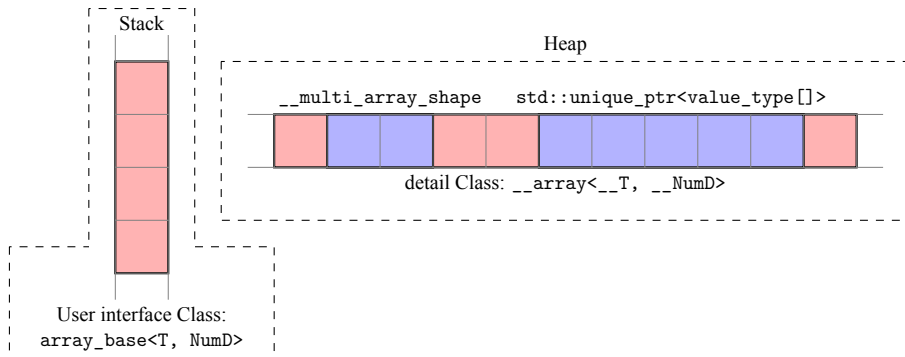 Stack
Heap
__multi_array_shape
std::unique_ptr<value_type[]>
detail Class: __array<__T, __NumD>
User interface Class:
array_base<T, NumD>